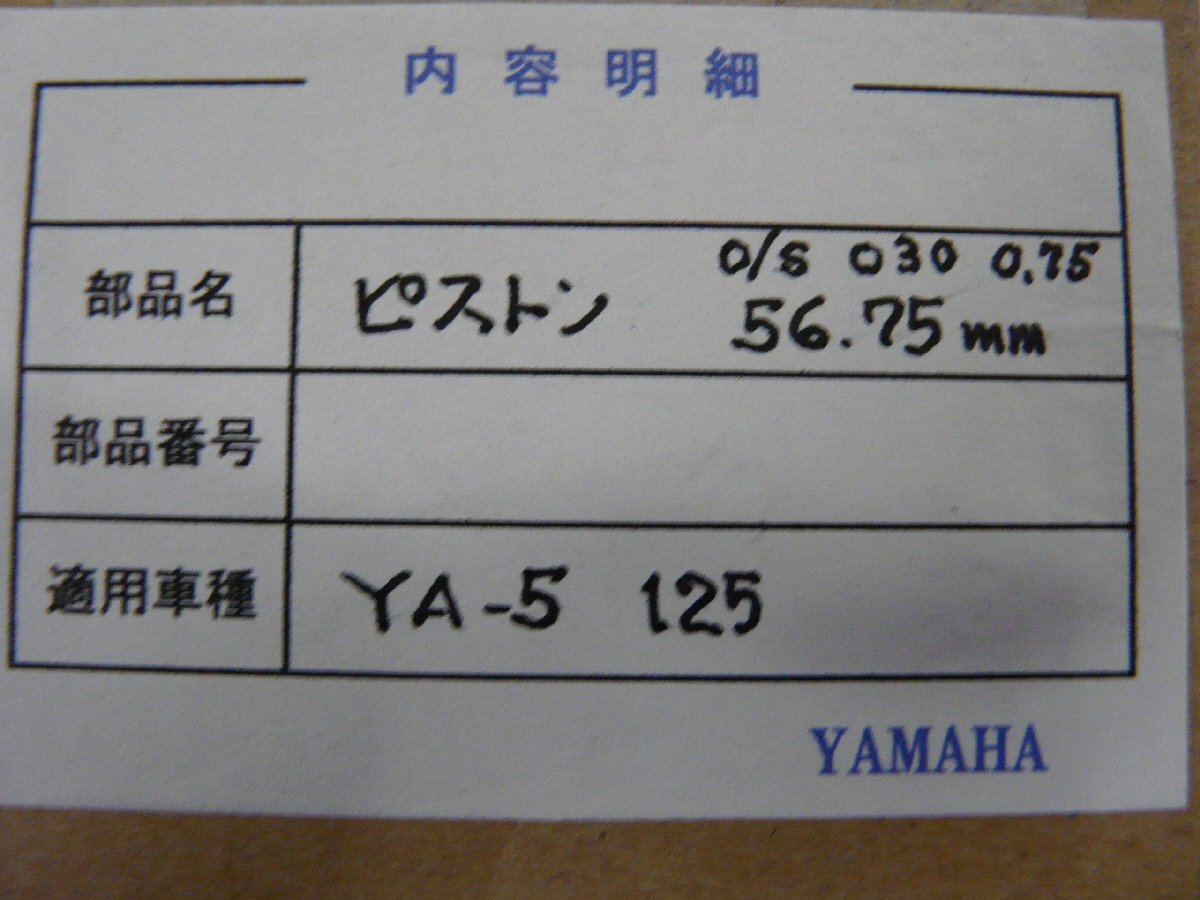 内容明細
部品名 ピストン O/S 030 0.75
56.75mm
部品番号
適用車種 YA-5 125
YAMAHA